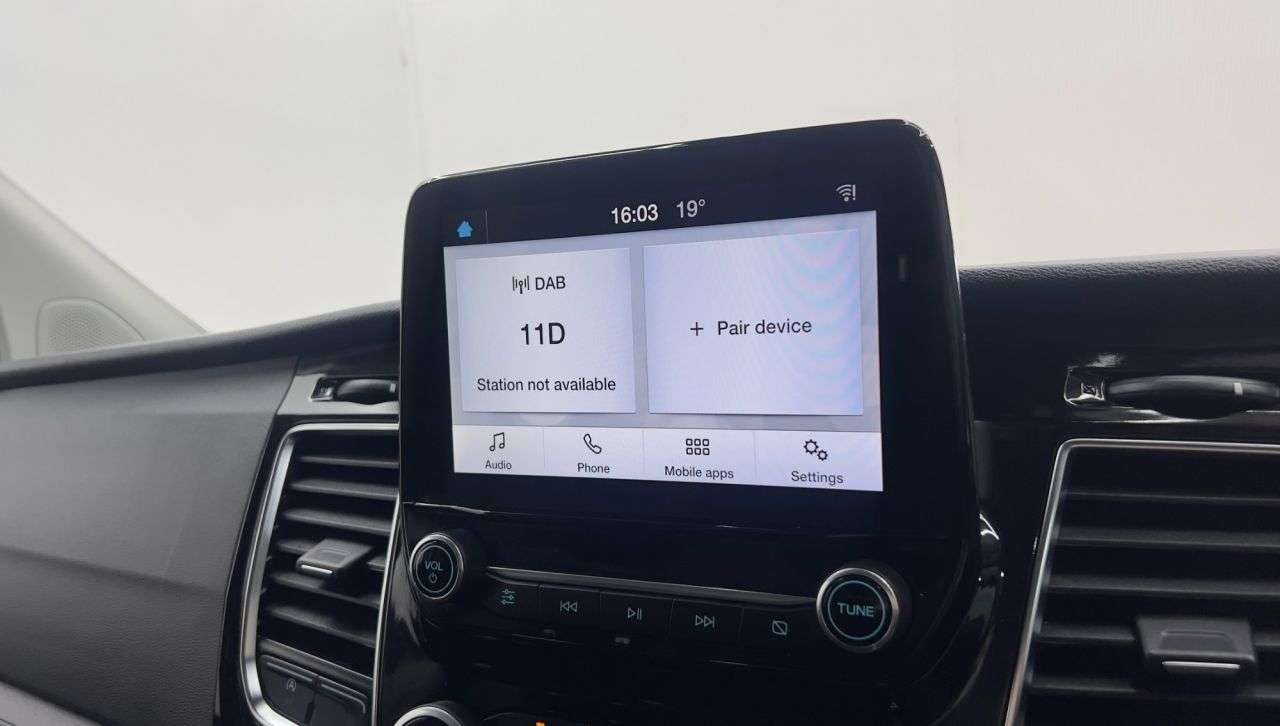 16:03 19°
DAB
11D
Station not available
+ Pair device
Audio
Phone
Mobile apps
Settings
VOL
TUNE
A